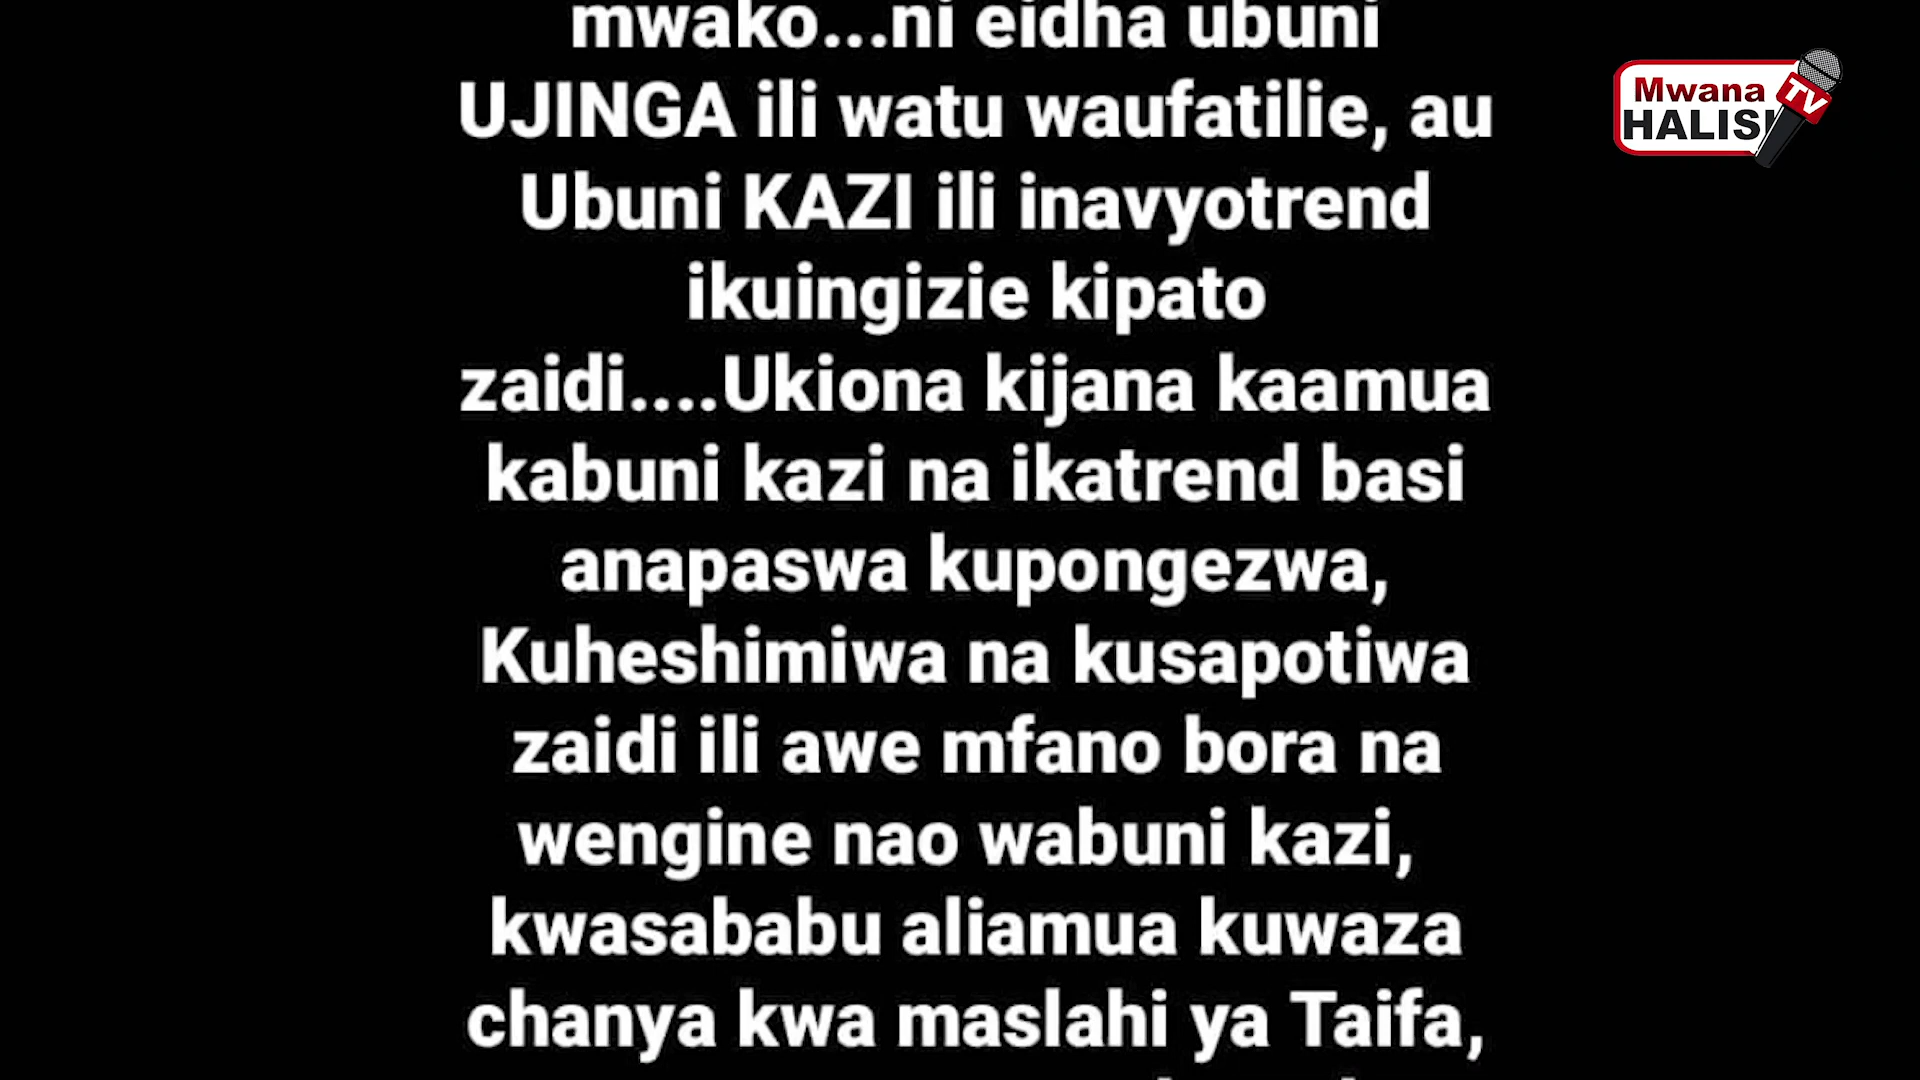 mwako...ni eidha ubuni
UJINGA ili watu waufatilie, au
Ubuni KAZI ili inavyotrend
ikuingizie kipato
zaidi....Ukiona kijana kaamua
kabuni kazi na ikatrend basi
anapaswa kupongezwa,
Kuheshimiwa na kusapotiwa
zaidi ili awe mfano bora na
wengine nao wabuni kazi,
kwasababu aliamua kuwaza
chanya kwa maslahi ya Taifa,
Mwana
HALISI
TV